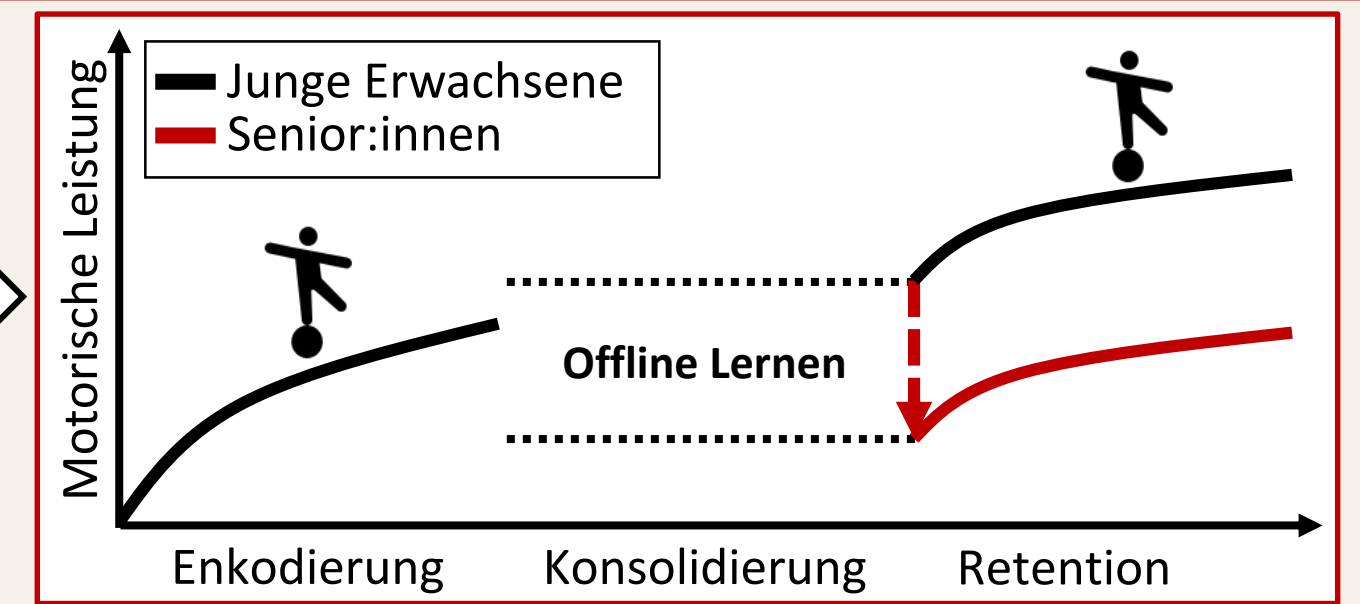 Motorische Leistung
Junge Erwachsene
Senior:innen
Offline Lernen
Enkodierung
Konsolidierung
Retention